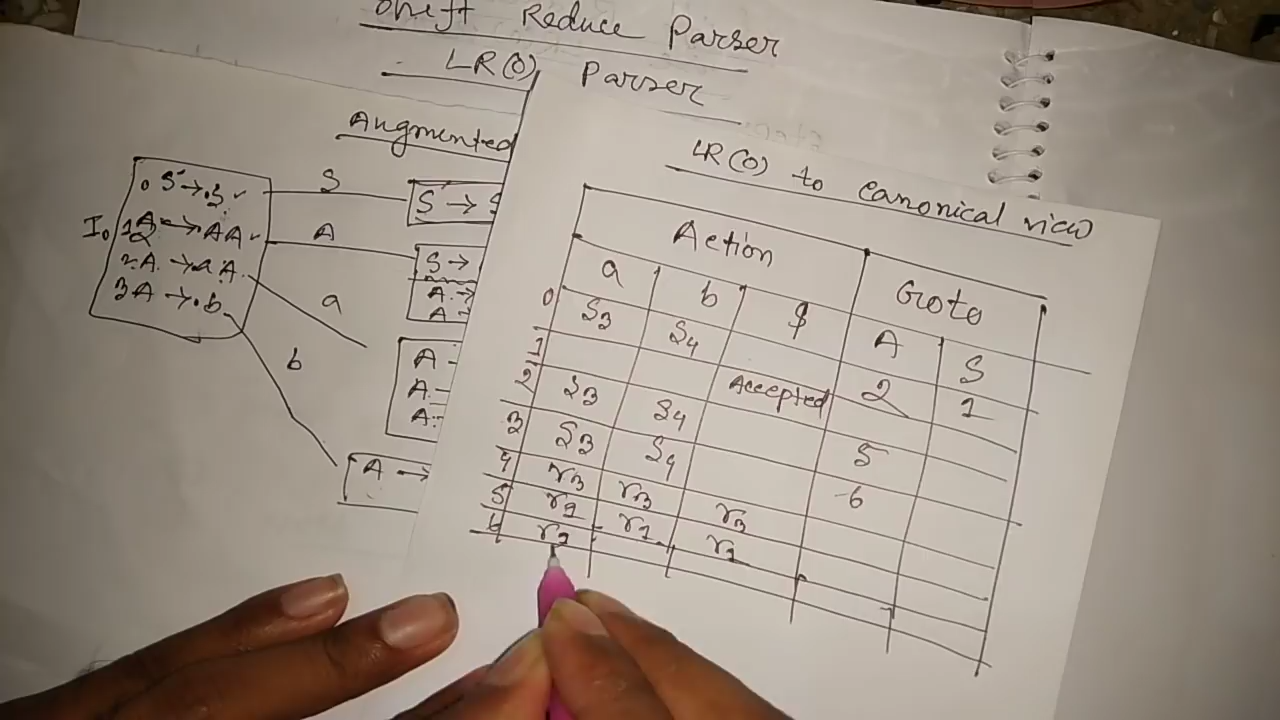 Shift Reduce Parser
LR(0) Parser
Augmented
I₀
0 S' → .S
S → .AA
2 A → .aA
3 A → .b
S
A
a
b
S → S
S →
A. →
A →
A
A.
A.
A →
LR(0) to canonical view
Action Goto
a b $ A S
0 S3 S4 2 1
1 Accepted
2 S3 S4 5
3 S3 S4 6
4 r3 r3 r3
5 r1 r1 r1
6 r2